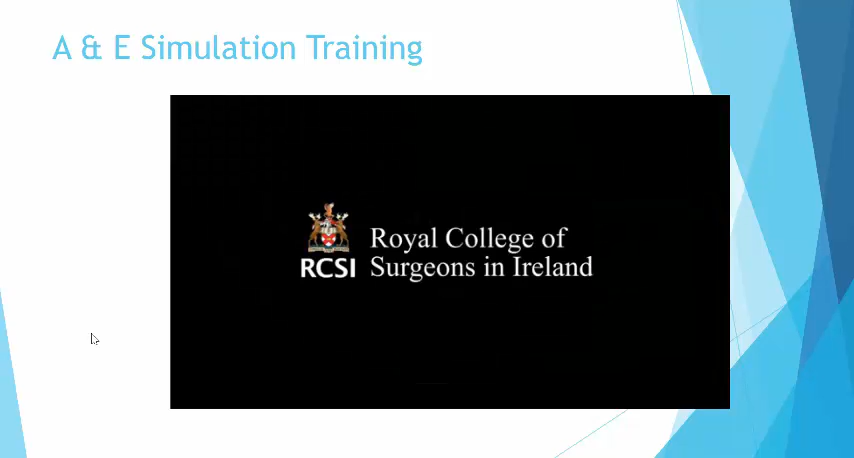 A & E Simulation Training
Royal College of
RCSI Surgeons in Ireland